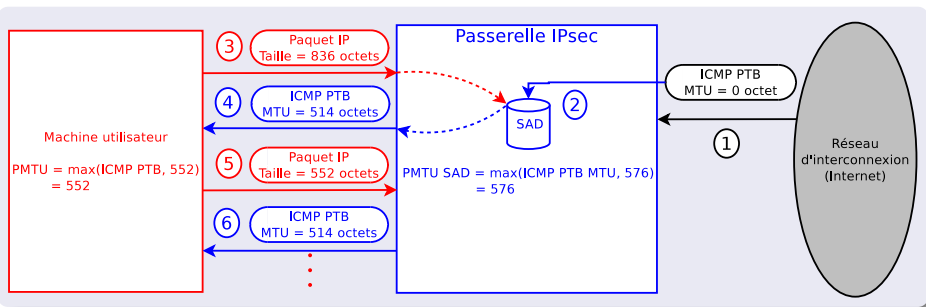 Passerelle IPsec
3
Paquet IP
Taille = 836 octets
4
ICMP PTB
MTU = 514 octets
2
ICMP PTB
MTU = 0 octet
SAD
1
Machine utilisateur
PMTU = max(ICMP PTB, 552)
= 552
5
Paquet IP
Taille = 552 octets
PMTU SAD = max(ICMP PTB MTU, 576)
= 576
Réseau
d'interconnexion
(Internet)
6
ICMP PTB
MTU = 514 octets